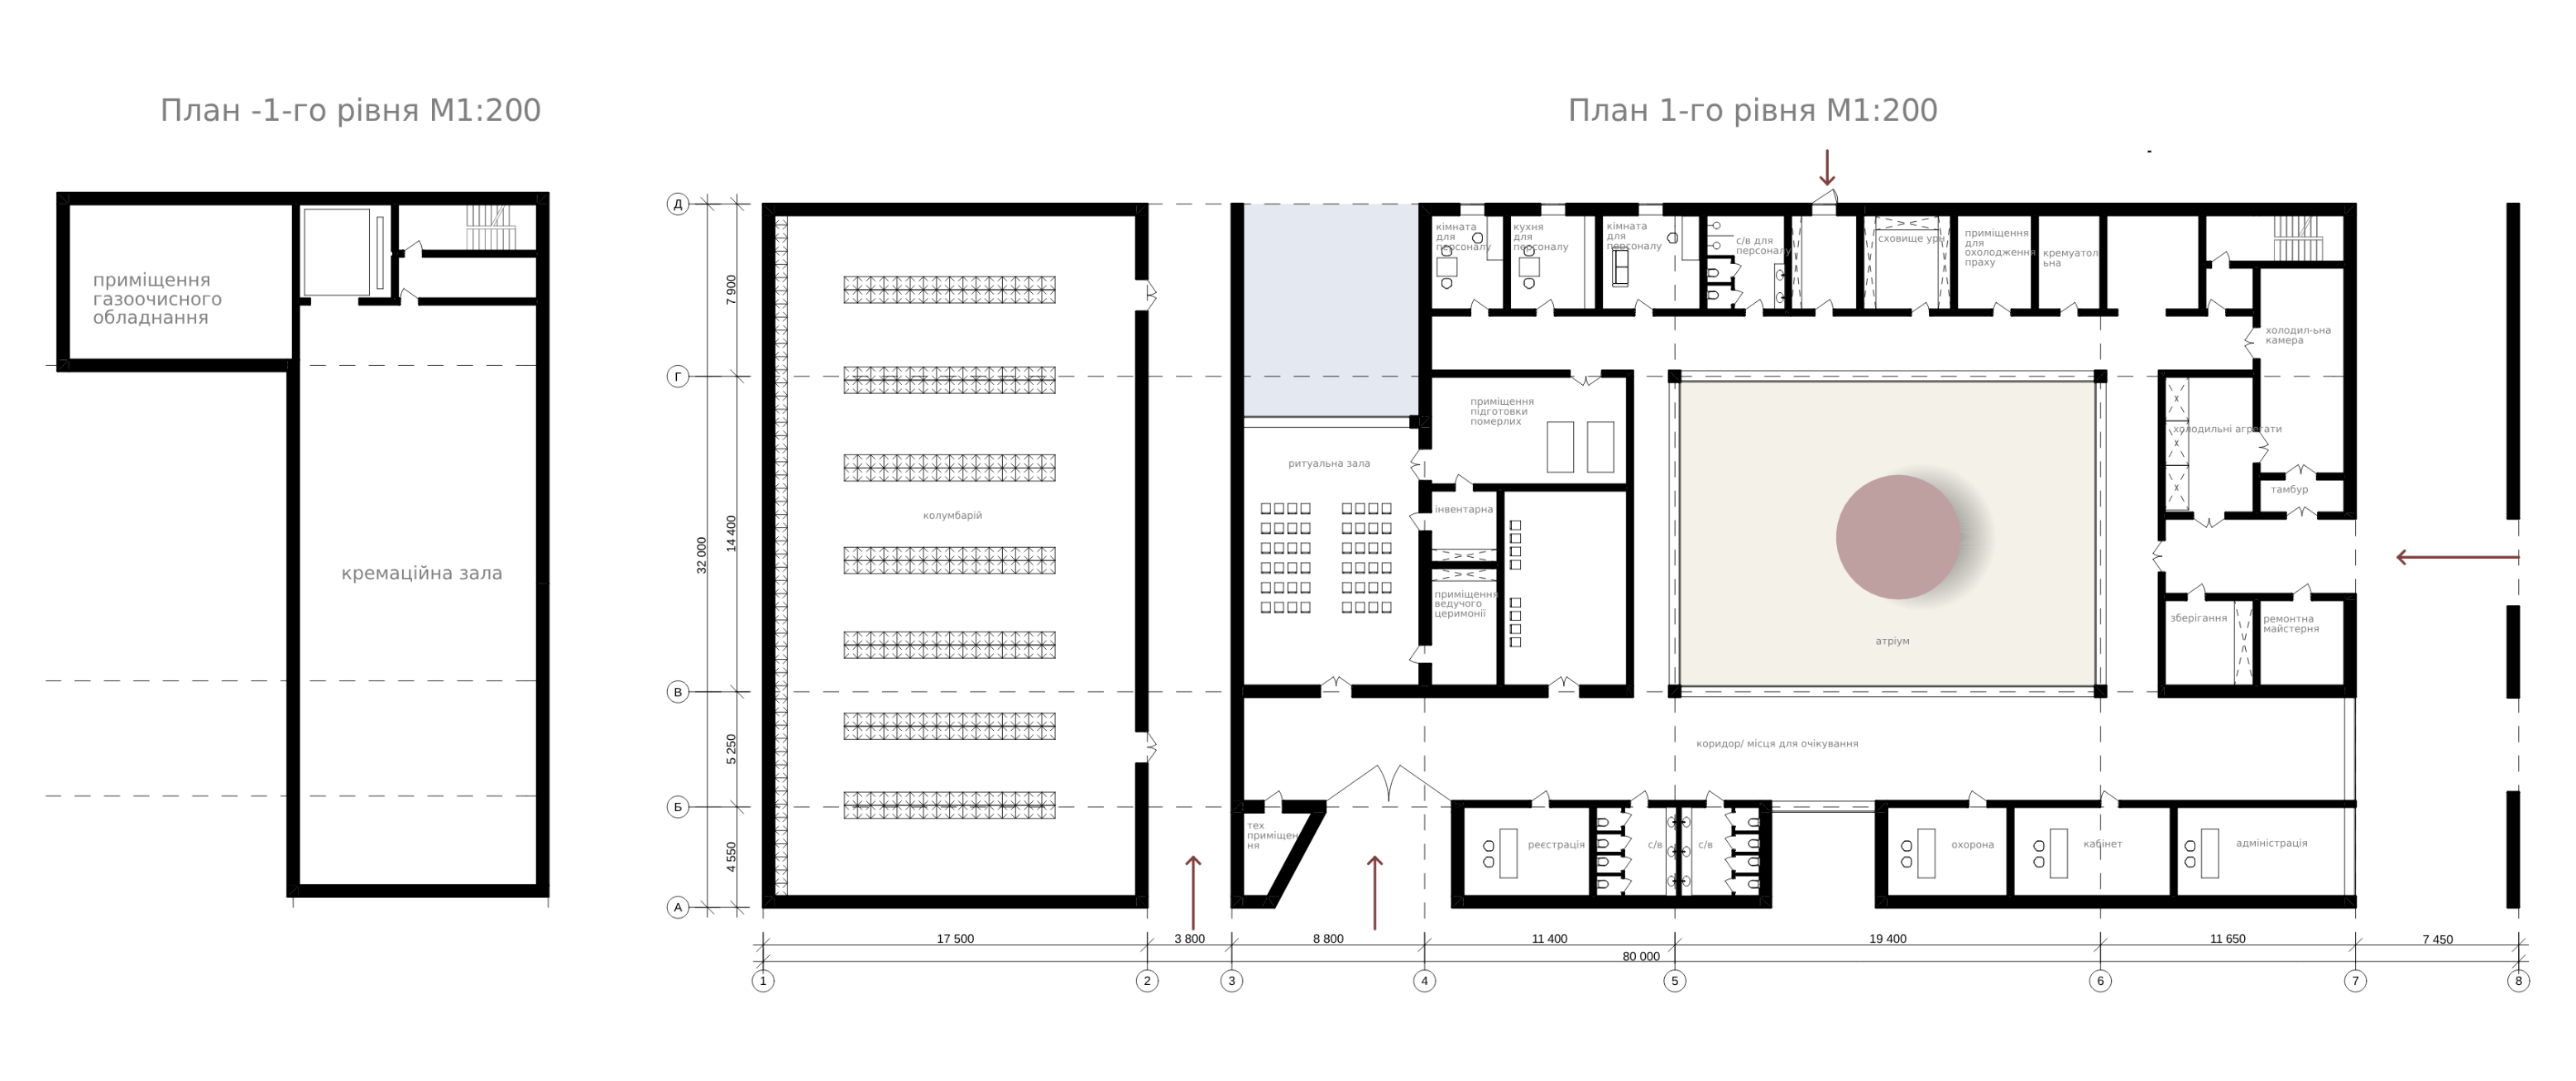 План -1-го рівня М1:200
План 1-го рівня М1:200
приміщення
газоочисного
обладнання
кремаційна зала
Д
Г
В
Б
А
32 000
7 900
14 400
5 250
4 550
колумбарій
ритуальна зала
кімната
для
персоналу
кухня
для
персоналу
кімната
для
персоналу
с/в для
персоналу
сховище урн
приміщення
для
охолодження
праху
кремуатол
ьна
холодил-ьна
камера
приміщення
підготовки
померлих
холодильні агрегати
тамбур
інвентарна
приміщення
ведучого
церимонії
атріум
зберігання
ремонтна
майстерня
коридор/ місця для очікування
тех
приміщен
ня
реєстрація
с/в
с/в
охорона
кабінет
адміністрація
17 500
3 800
8 800
11 400
19 400
11 650
7 450
80 000
1
2
3
4
5
6
7
8